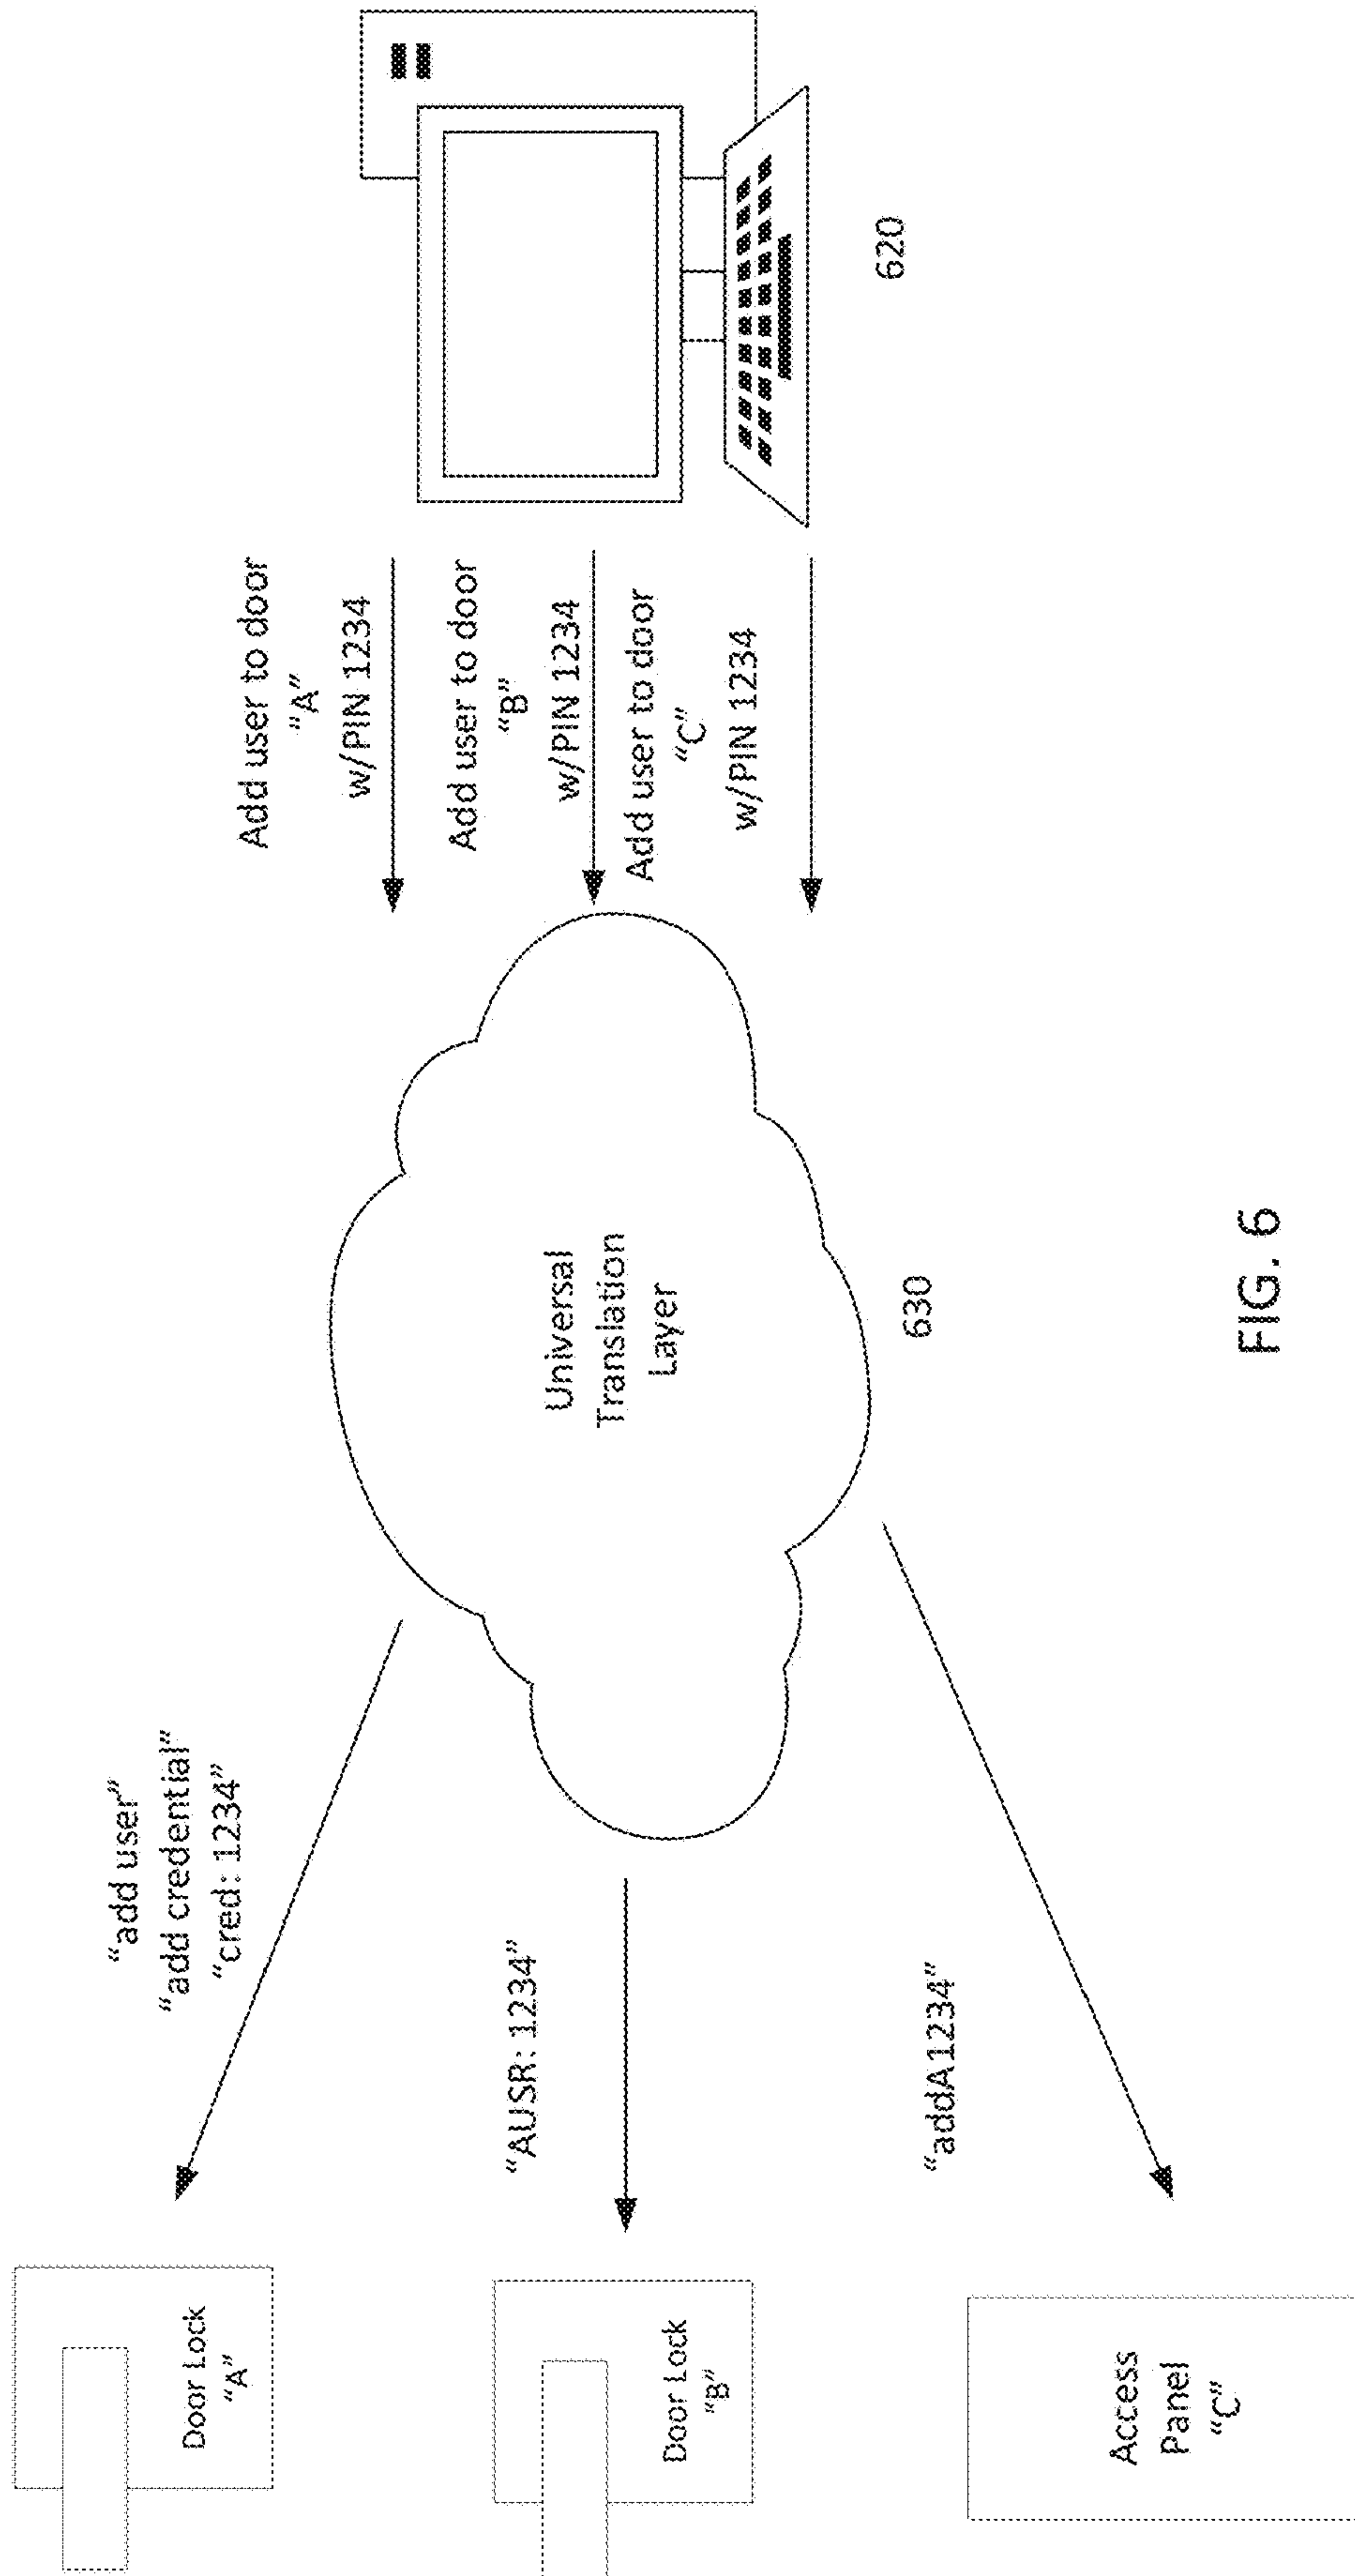 Door Lock
“A”
Door Lock
“B”
Access
Panel
“C”
“add user”
“add credential”
“cred: 1234”
“AUSR: 1234”
“addA1234”
Universal
Translation
Layer
630
Add user to door
“A”
w/PIN 1234
Add user to door
“B”
w/PIN 1234
Add user to door
“C”
w/PIN 1234
620
FIG. 6